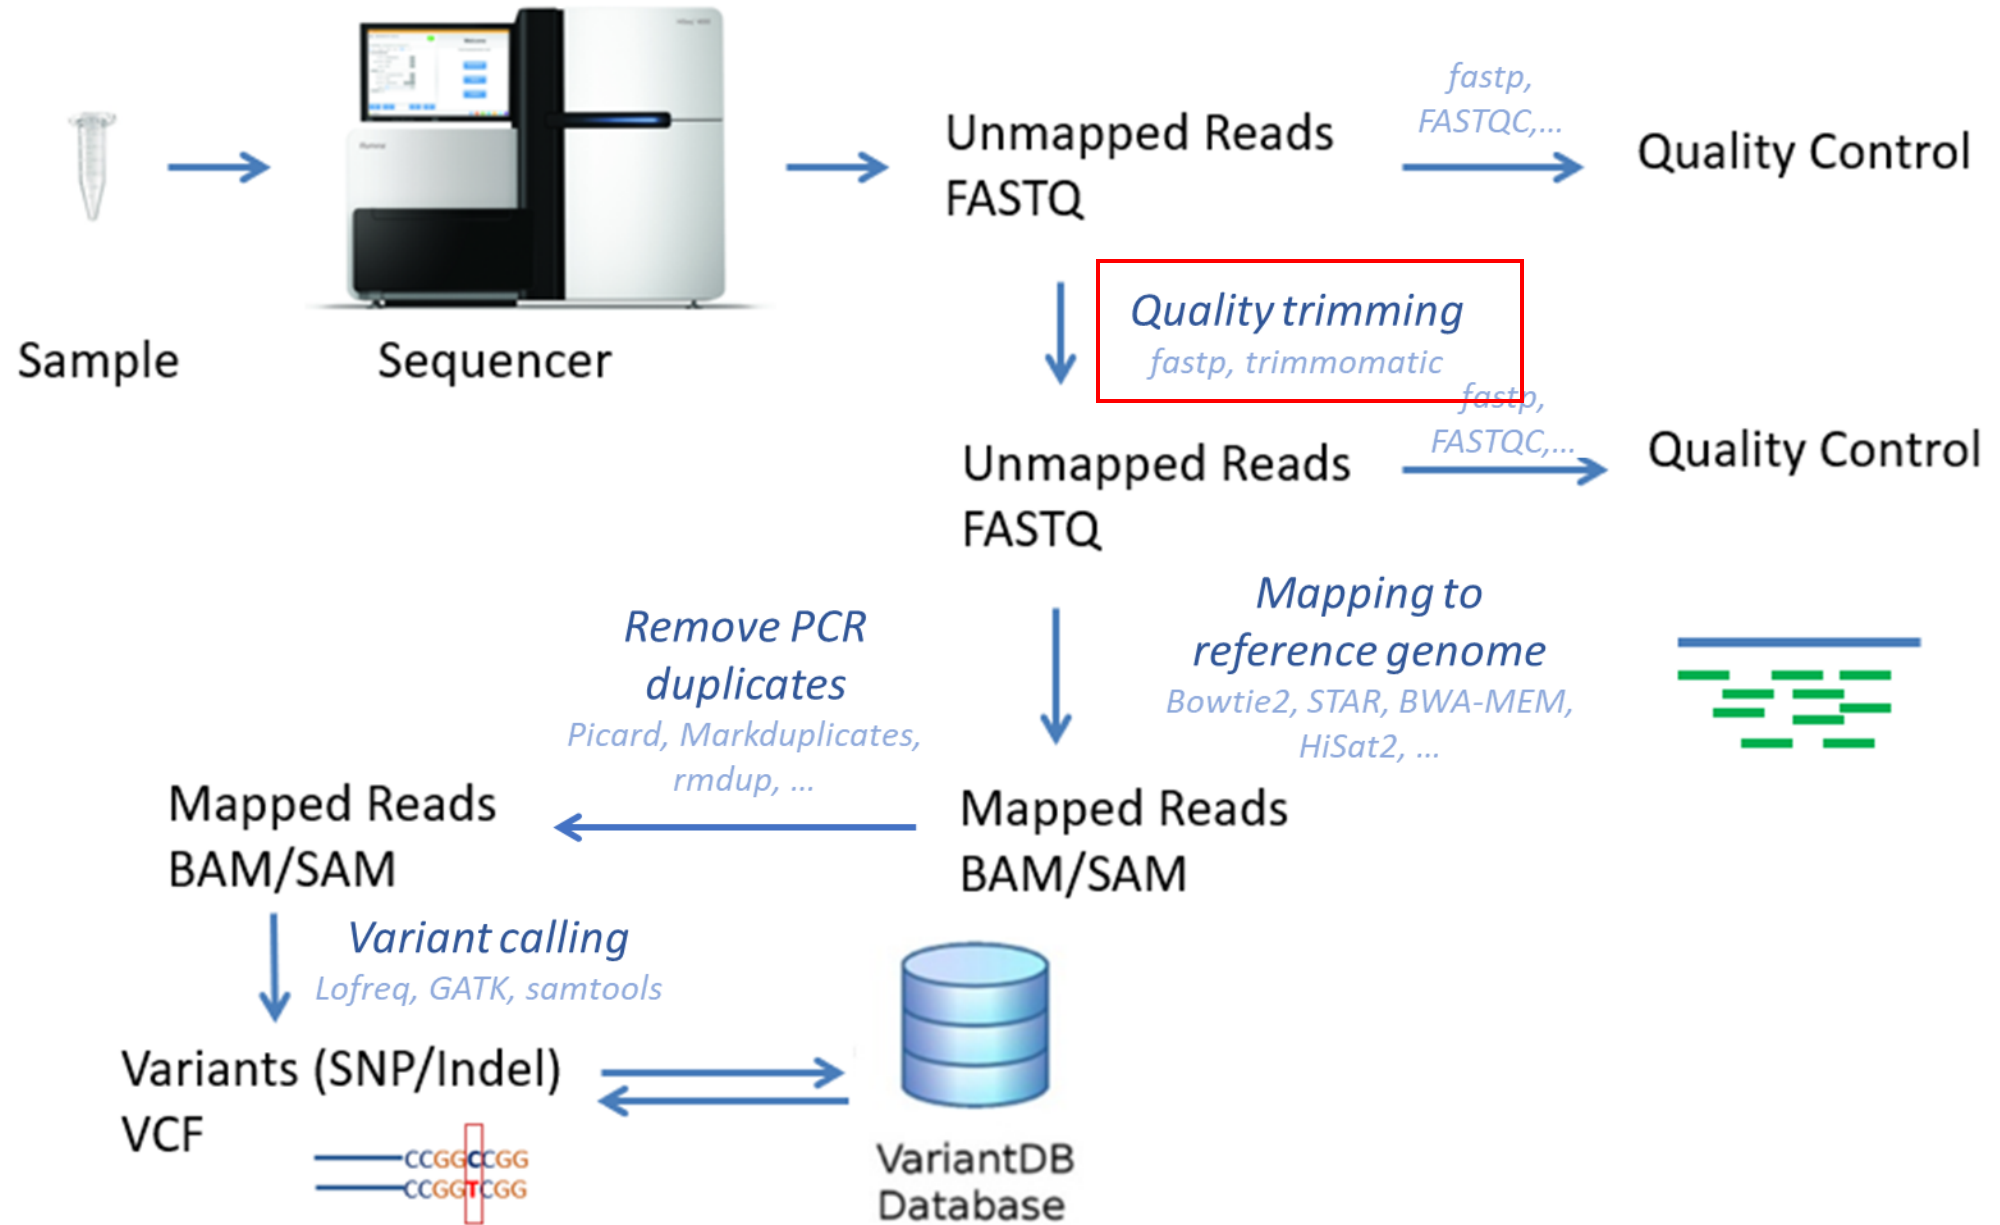 fastp,
FASTQC,...
Unmapped Reads
FASTQ
Quality Control
Sample
Sequencer
Quality trimming
fastp, trimmomatic
fastp,
FASTQC,...
Unmapped Reads
FASTQ
Quality Control
Mapping to
reference genome
Bowtie2, STAR, BWA-MEM,
HiSat2, ...
Remove PCR
duplicates
Picard, Markduplicates,
rmdup, ...
Mapped Reads
BAM/SAM
Mapped Reads
BAM/SAM
Variant calling
Lofreq, GATK, samtools
Variants (SNP/Indel)
VCF
CCGGCCGG
CCGGTCGG
VariantDB
Database